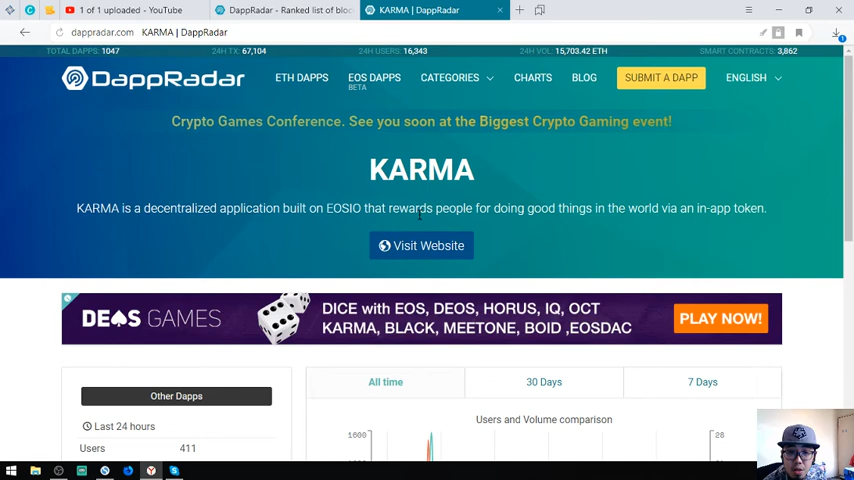 1 of 1 uploaded - YouTube
DappRadar - Ranked list of bloc
KARMA | DappRadar
dappradar.com KARMA | DappRadar
TOTAL DAPPS: 1047 24H TX: 67,104 24H USERS: 16,343 24H VOL: 15,703.42 ETH SMART CONTRACTS: 3,862
DappRadar ETH DAPPS EOS DAPPS CATEGORIES CHARTS BLOG SUBMIT A DAPP ENGLISH
BETA
Crypto Games Conference. See you soon at the Biggest Crypto Gaming event!
KARMA
KARMA is a decentralized application built on EOSIO that rewards people for doing good things in the world via an in-app token.
Visit Website
DEOS GAMES
DICE with EOS, DEOS, HORUS, IQ, OCT
KARMA, BLACK, MEETONE, BOID ,EOSDAC
PLAY NOW!
Other Dapps
Last 24 hours
Users 411
All time 30 Days 7 Days
Users and Volume comparison
1600 28